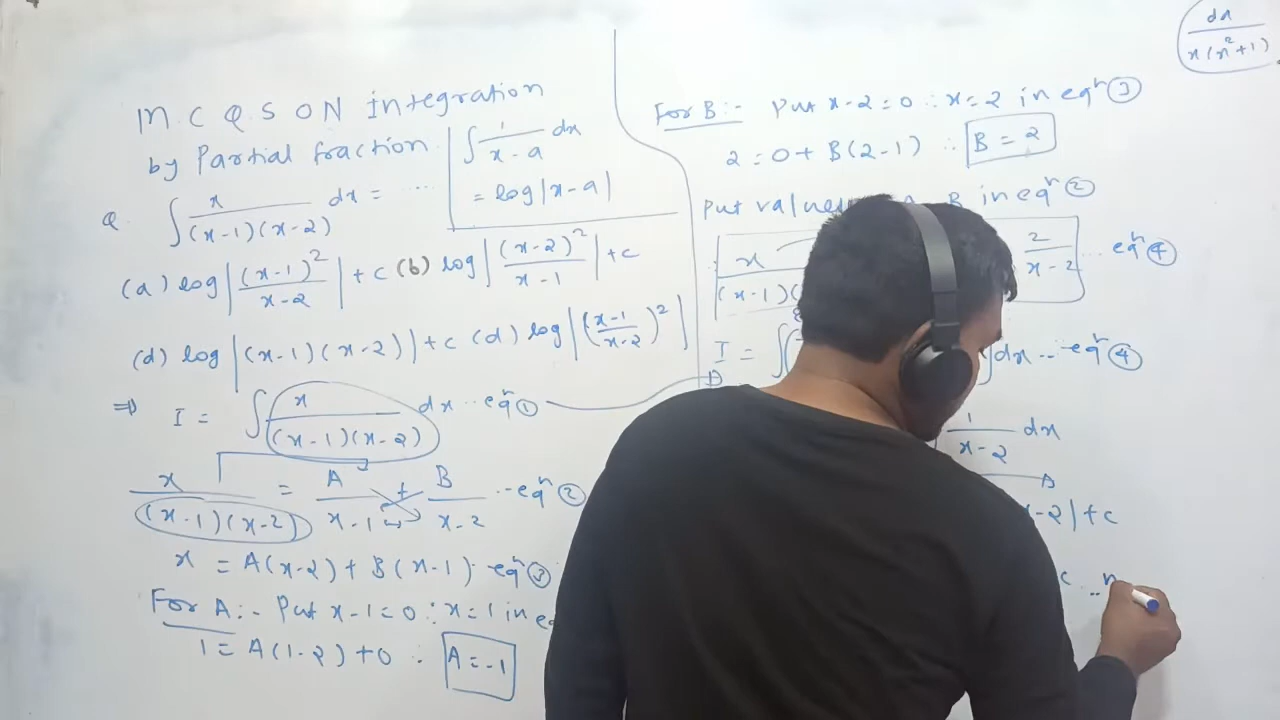 M.C.Q.S ON Integration
by Partial fraction.
∫ 1/(x-a) dx
= log|x-a|
Q. ∫ x/((x-1)(x-2)) dx = ....
(a) log|(x-1)²/(x-2)| + c (b) log|(x-2)²/(x-1)| + c
(d) log|(x-1)(x-2)| + c (d) log|((x-1)/(x-2))²|
⇒ I = ∫ x/((x-1)(x-2)) dx .. eqⁿ ①
x/((x-1)(x-2)) = A/(x-1) + B/(x-2) .. eqⁿ ②
x = A(x-2) + B(x-1). eqⁿ ③
For A:- Put x-1=0 ∴ x=1 in
1 = A(1-2)+0 ∴ A = -1
For B:- Put x-2=0 ∴ x=2 in eqⁿ ③
2 = 0 + B(2-1) ∴ B = 2
Put values B in eqⁿ ②
x/((x-1)( 2/(x-2) ... eqⁿ ④
I = ∫( )dx .. eqⁿ ④
1/(x-2) dx
-2|+c
c ..
dx/(x(x²+1))